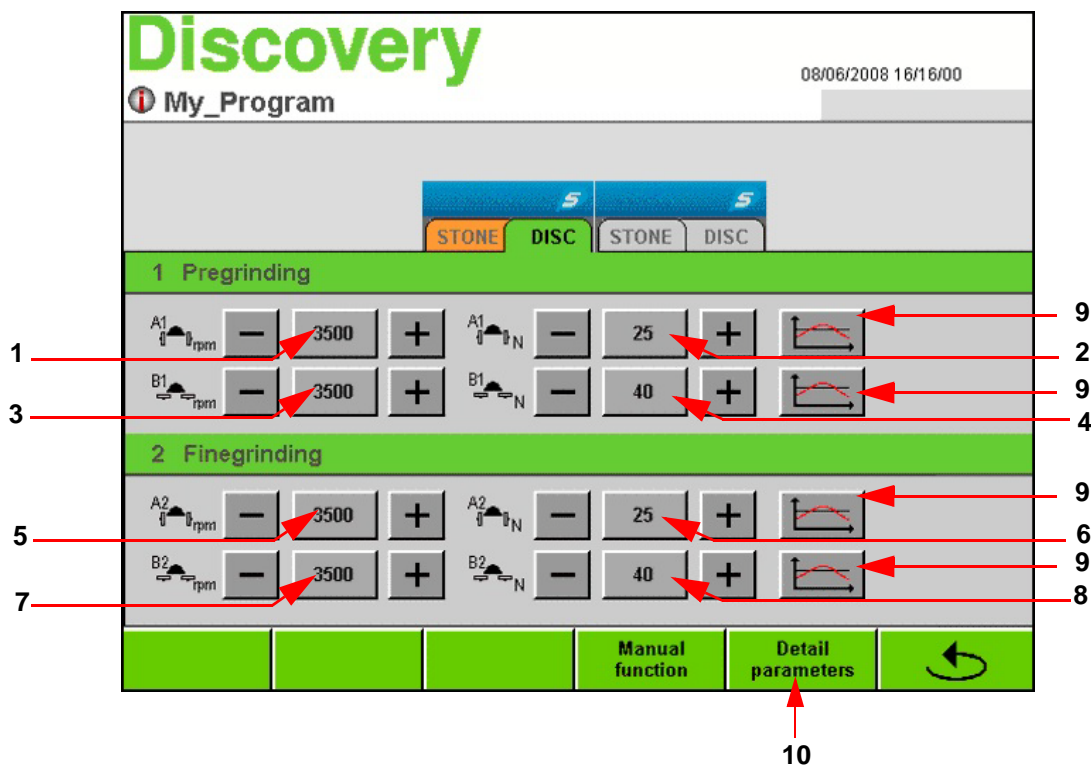 Discovery
08/06/2008 16/16/00
My_Program
S S
STONE DISC STONE DISC
1 Pregrinding
A1 rpm − 3500 + A1 N − 25 + 9
1 2
B1 rpm − 3500 + B1 N − 40 + 9
3 4
2 Finegrinding
A2 rpm − 3500 + A2 N − 25 + 9
5 6
B2 rpm − 3500 + B2 N − 40 + 9
7 8
Manual function Detail parameters
10